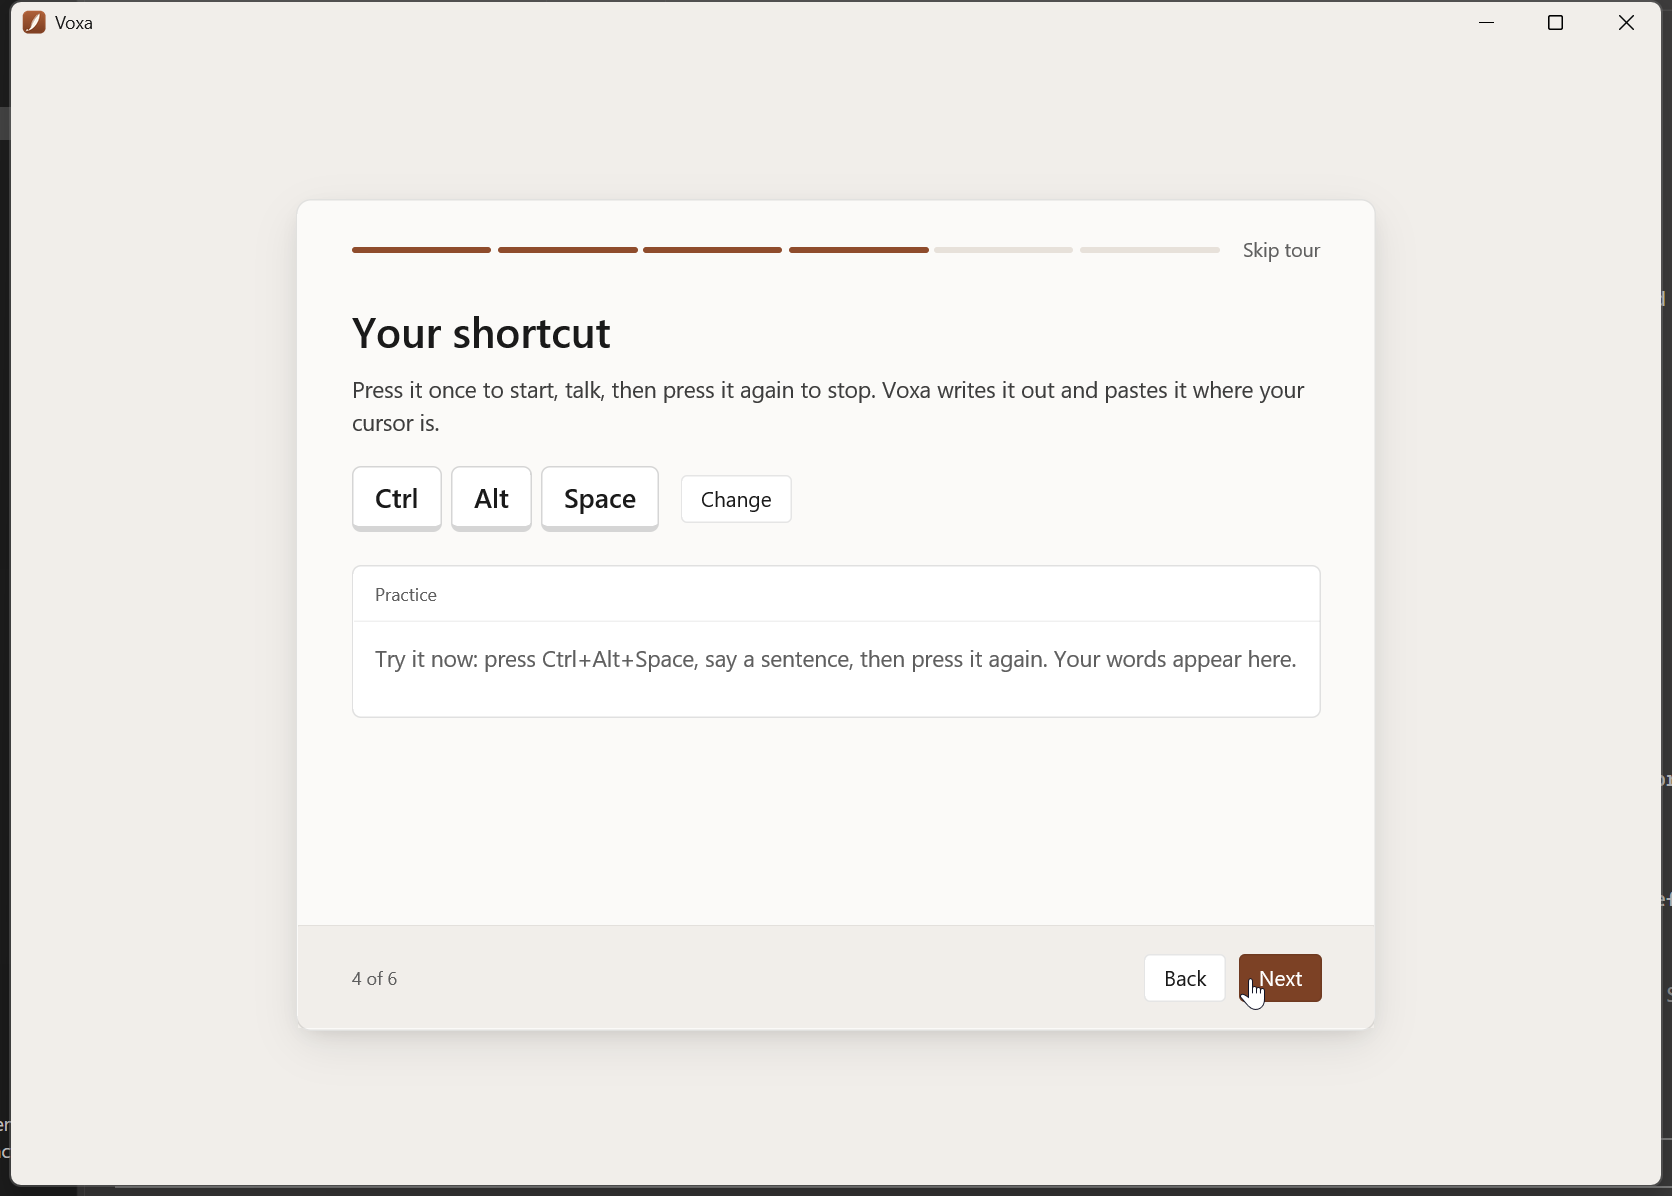 Voxa
Skip tour
Your shortcut
Press it once to start, talk, then press it again to stop. Voxa writes it out and pastes it where your
cursor is.
Ctrl Alt Space Change
Practice
Try it now: press Ctrl+Alt+Space, say a sentence, then press it again. Your words appear here.
4 of 6 Back Next